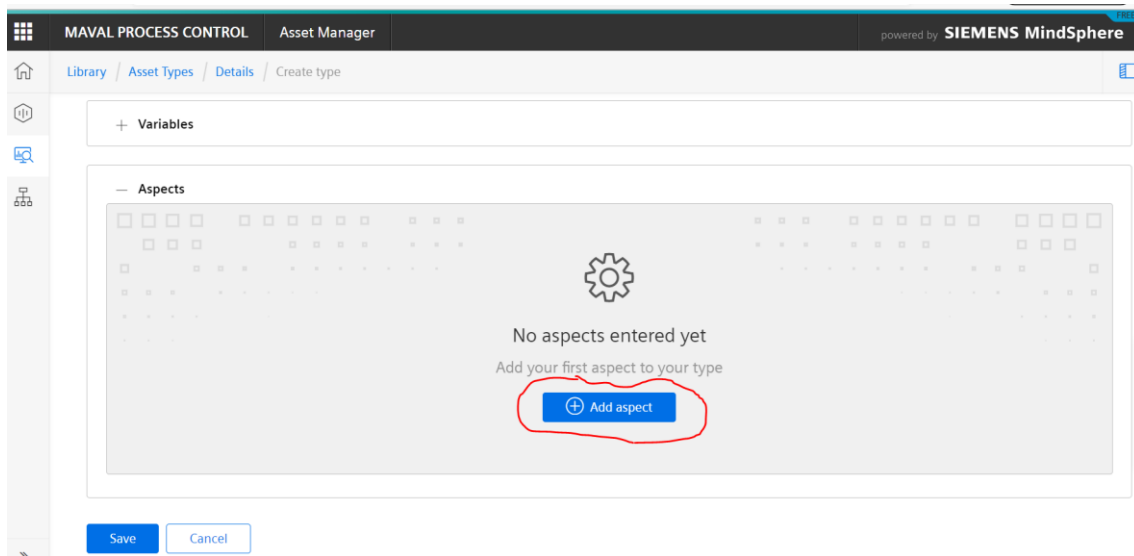 FREE
MAVAL PROCESS CONTROL Asset Manager powered by SIEMENS MindSphere
Library / Asset Types / Details / Create type
+ Variables
— Aspects
No aspects entered yet
Add your first aspect to your type
Add aspect
Save Cancel